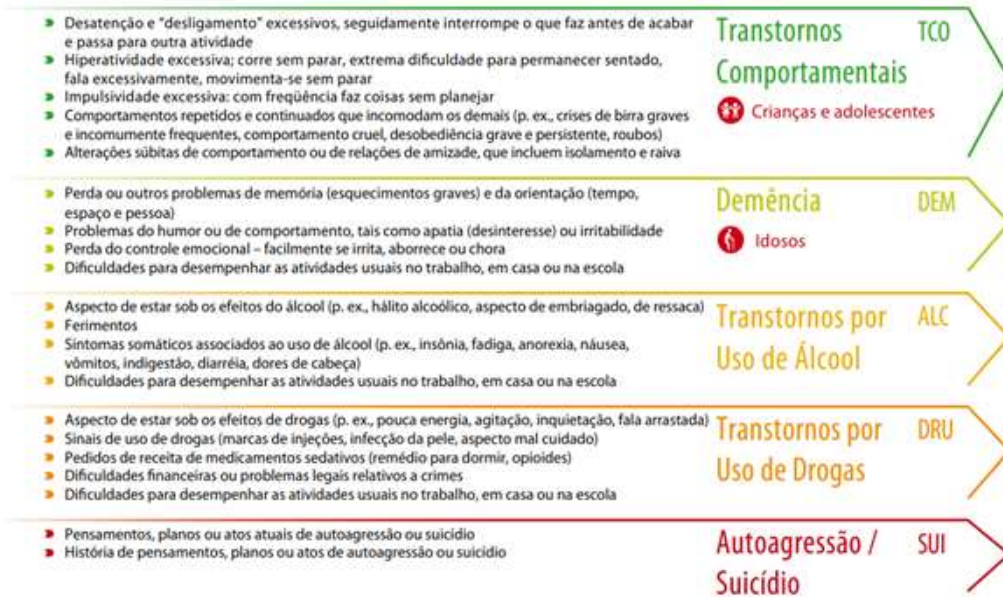 Desatenção e "desligamento" excessivos, seguidamente interrompe o que faz antes de acabar
e passa para outra atividade
Hiperatividade excessiva; corre sem parar, extrema dificuldade para permanecer sentado,
fala excessivamente, movimenta-se sem parar
Impulsividade excessiva: com freqüência faz coisas sem planejar
Comportamentos repetidos e continuados que incomodam os demais (p. ex., crises de birra graves
e incomumente frequentes, comportamento cruel, desobediência grave e persistente, roubos)
Alterações súbitas de comportamento ou de relações de amizade, que incluem isolamento e raiva
Transtornos
Comportamentais
TCO
Crianças e adolescentes
Perda ou outros problemas de memória (esquecimentos graves) e da orientação (tempo,
espaço e pessoa)
Problemas do humor ou de comportamento, tais como apatia (desinteresse) ou irritabilidade
Perda do controle emocional – facilmente se irrita, aborrece ou chora
Dificuldades para desempenhar as atividades usuais no trabalho, em casa ou na escola
Demência
DEM
Idosos
Aspecto de estar sob os efeitos do álcool (p. ex., hálito alcoólico, aspecto de embriagado, de ressaca)
Ferimentos
Sintomas somáticos associados ao uso de álcool (p. ex., insônia, fadiga, anorexia, náusea,
vômitos, indigestão, diarréia, dores de cabeça)
Dificuldades para desempenhar as atividades usuais no trabalho, em casa ou na escola
Transtornos por
Uso de Álcool
ALC
Aspecto de estar sob os efeitos de drogas (p. ex., pouca energia, agitação, inquietação, fala arrastada)
Sinais de uso de drogas (marcas de injeções, infecção da pele, aspecto mal cuidado)
Pedidos de receita de medicamentos sedativos (remédio para dormir, opioides)
Dificuldades financeiras ou problemas legais relativos a crimes
Dificuldades para desempenhar as atividades usuais no trabalho, em casa ou na escola
Transtornos por
Uso de Drogas
DRU
Pensamentos, planos ou atos atuais de autoagressão ou suicídio
História de pensamentos, planos ou atos de autoagressão ou suicídio
Autoagressão /
Suicídio
SUI